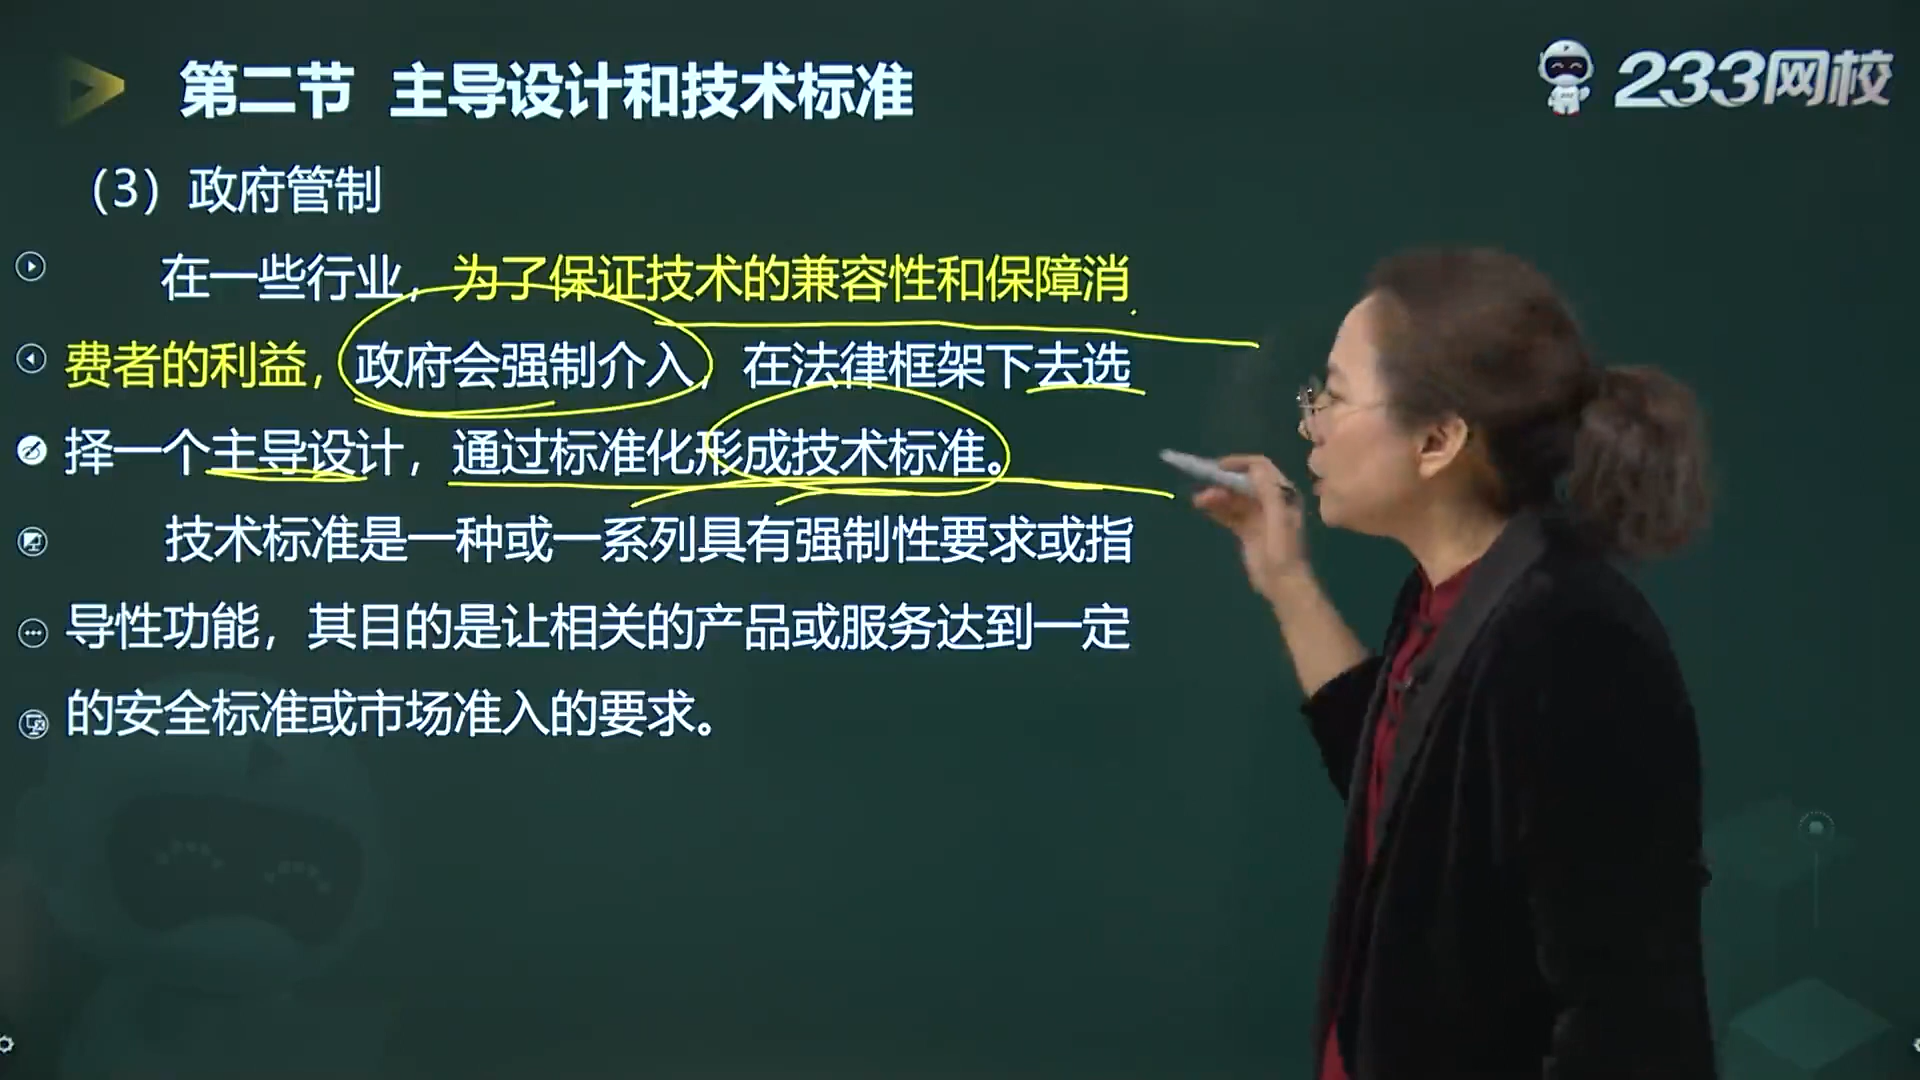 第二节 主导设计和技术标准
233网校
（3）政府管制
在一些行业，为了保证技术的兼容性和保障消
费者的利益，政府会强制介入，在法律框架下去选
择一个主导设计，通过标准化形成技术标准。
技术标准是一种或一系列具有强制性要求或指
导性功能，其目的是让相关的产品或服务达到一定
的安全标准或市场准入的要求。